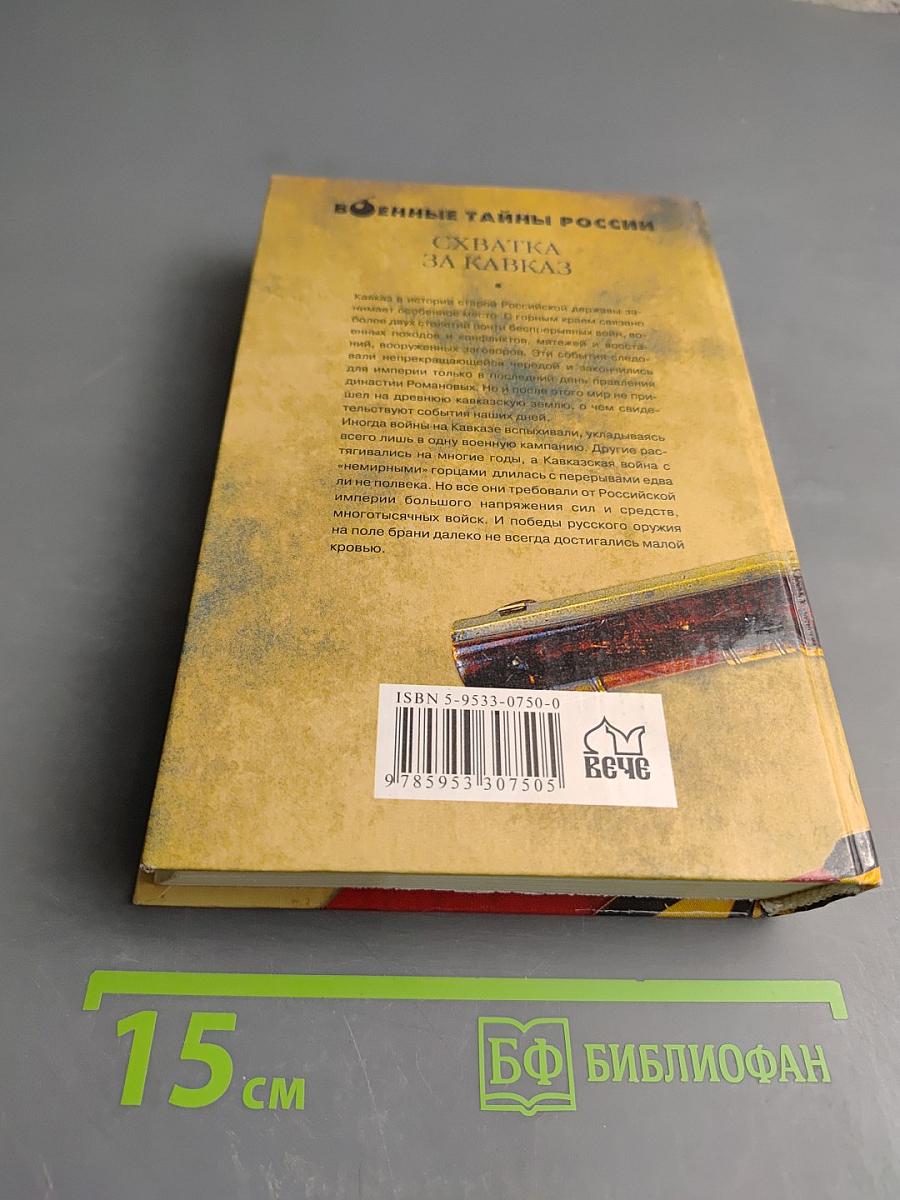 ВОЕННЫЕ ТАЙНЫ РОССИИ
СХВАТКА
ЗА КАВКАЗ
Кавказ в истории старой Российской державы за-
нимает особенное место. С горным краем связано
более двух столетий почти беспрерывных войн, во-
енных походов и конфликтов, мятежей и восста-
ний, вооруженных заговоров. Эти события следо-
вали непрекращающейся чередой и закончились
для империи только в последний день правления
династии Романовых. Но и после этого мир не при-
шел на древнюю кавказскую землю, о чем свиде-
тельствуют события наших дней.
Иногда войны на Кавказе вспыхивали, укладываясь
всего лишь в одну военную кампанию. Другие рас-
тягивались на многие годы, а Кавказская война с
«немирными» горцами длилась с перерывами едва
ли не полвека. Но все они требовали от Российской
империи большого напряжения сил и средств,
многотысячных войск. И победы русского оружия
на поле брани далеко не всегда достигались малой
кровью.
ISBN 5-9533-0750-0
9 785953 307505
ВЕЧЕ
15 см
БФ БИБЛИОФАН